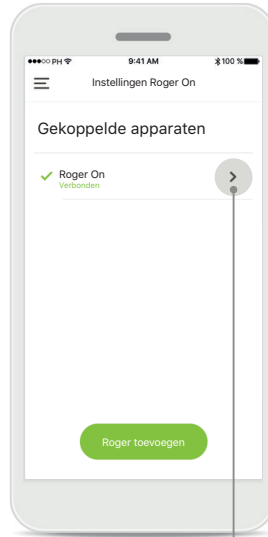 PH 9:41 AM 100 %
Instellingen Roger On
Gekoppelde apparaten
Roger On
Verbonden
Roger toevoegen